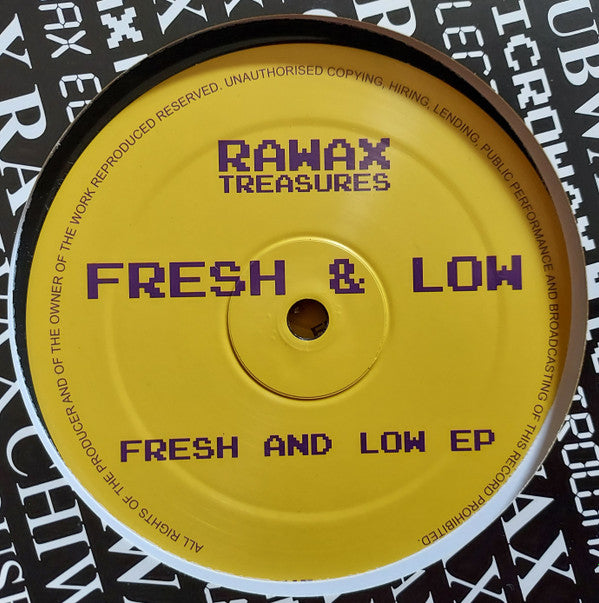 RAWAX
TREASURES
FRESH & LOW
FRESH AND LOW EP
ALL RIGHTS OF THE PRODUCER AND OF THE OWNER OF THE WORK REPRODUCED RESERVED. UNAUTHORISED COPYING, HIRING, LENDING, PUBLIC PERFORMANCE AND BROADCASTING OF THIS RECORD PROHIBITED.